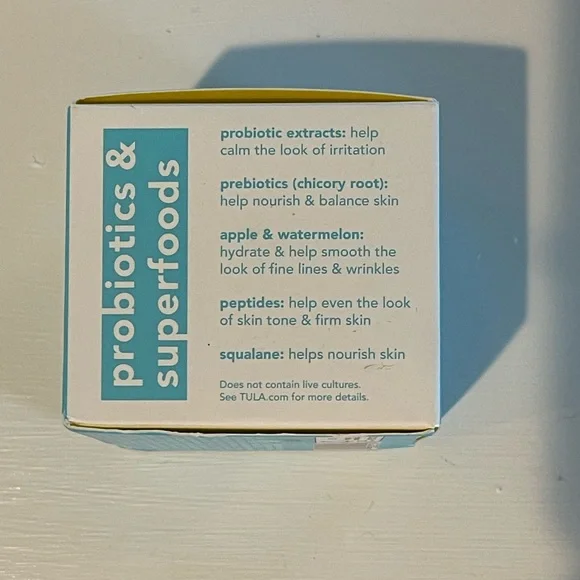 probiotics &
superfoods
probiotic extracts: help
calm the look of irritation
prebiotics (chicory root):
help nourish & balance skin
apple & watermelon:
hydrate & help smooth the
look of fine lines & wrinkles
peptides: help even the look
of skin tone & firm skin
squalane: helps nourish skin
Does not contain live cultures.
See TULA.com for more details.